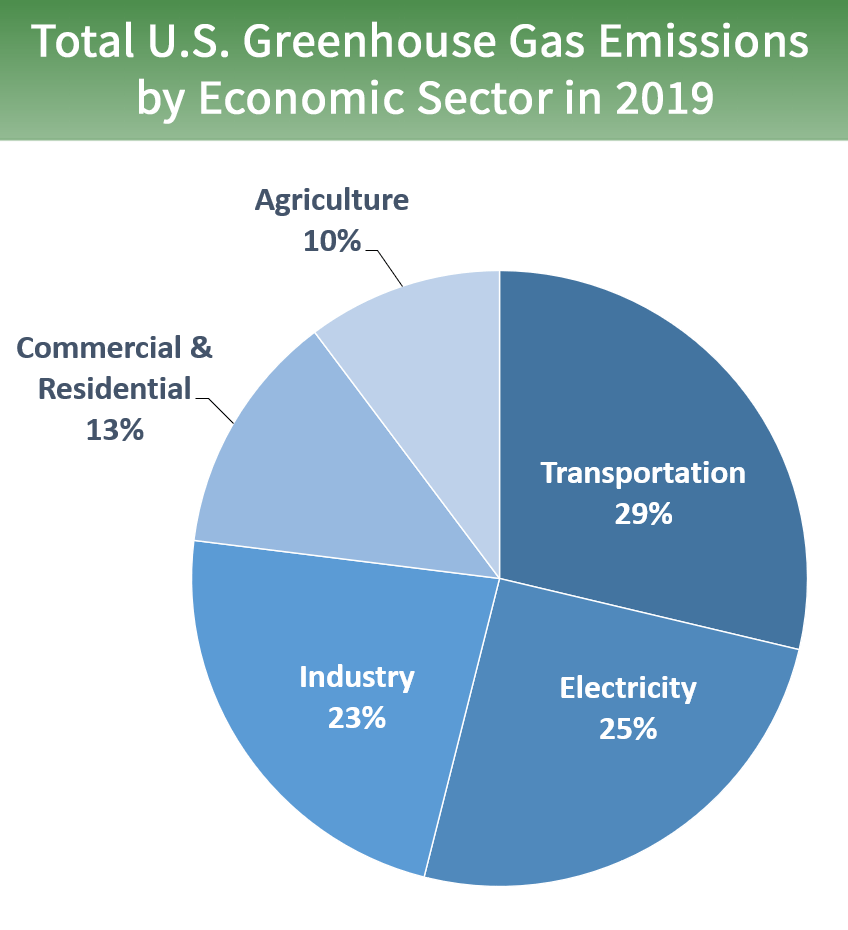 Total U.S. Greenhouse Gas Emissions
by Economic Sector in 2019
Agriculture
10%
Commercial &
Residential
13%
Transportation
29%
Industry
23%
Electricity
25%